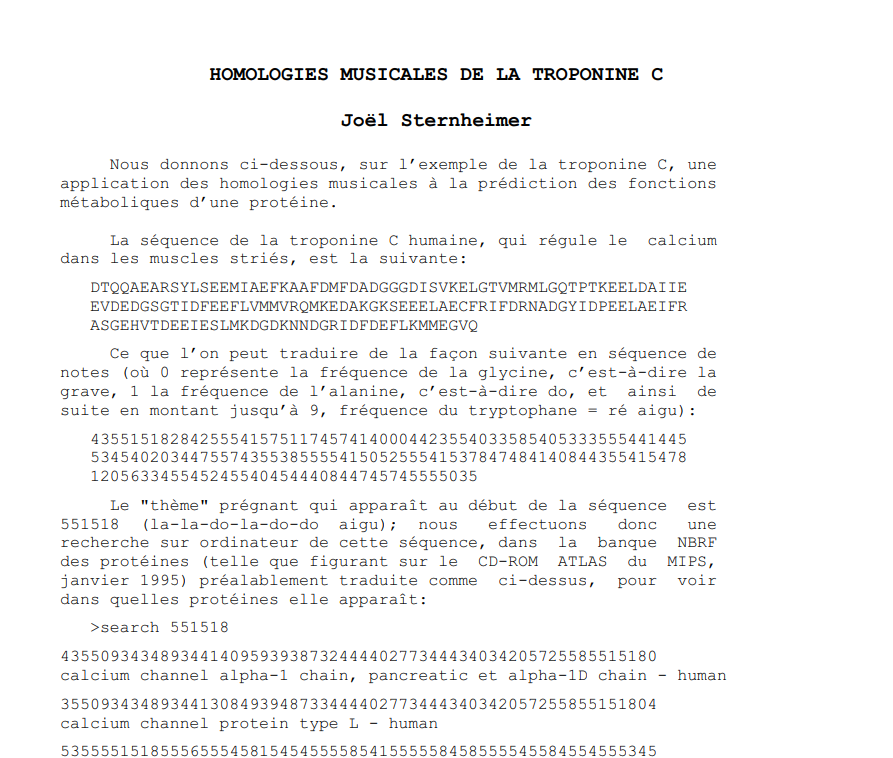 HOMOLOGIES MUSICALES DE LA TROPONINE C
Joël Sternheimer
Nous donnons ci-dessous, sur l'exemple de la troponine C, une
application des homologies musicales à la prédiction des fonctions
métaboliques d'une protéine.
La séquence de la troponine C humaine, qui régule le calcium
dans les muscles striés, est la suivante:
DTQQAEARSYLSEEMIAEFKAAFDMFDADGGGDISVKELGTVMRMLGQTPTKEELDAIIE
EVDEDGSGTIDFEEFLVMMVRQMKEDAKGKSEEELAECFRIFDRNADGYIDPEELAEIFR
ASGEHVTDEEIESLMKDGDKNNDGRIDFDEFLKMMEGVQ
Ce que l'on peut traduire de la façon suivante en séquence de
notes (où 0 représente la fréquence de la glycine, c'est-à-dire la
grave, 1 la fréquence de l'alanine, c'est-à-dire do, et ainsi de
suite en montant jusqu'à 9, fréquence du tryptophane = ré aigu):
435515182842555415751174574140004423554033585405333555441445
5345402034475574355385555541505255541537847484140844355415478
120563345545245540454440844745745555035
Le "thème" prégnant qui apparaît au début de la séquence est
551518 (la-la-do-la-do-do aigu); nous effectuons donc une
recherche sur ordinateur de cette séquence, dans la banque NBRF
des protéines (telle que figurant sur le CD-ROM ATLAS du MIPS,
janvier 1995) préalablement traduite comme ci-dessus, pour voir
dans quelles protéines elle apparaît:
>search 551518
435509343489344140959393873244440277344434034205725585515180
calcium channel alpha-1 chain, pancreatic et alpha-1D chain - human
355093434893441308493948733444402773444340342057255855151804
calcium channel protein type L - human
535555151855565554581545455558541555558458555545584554555345